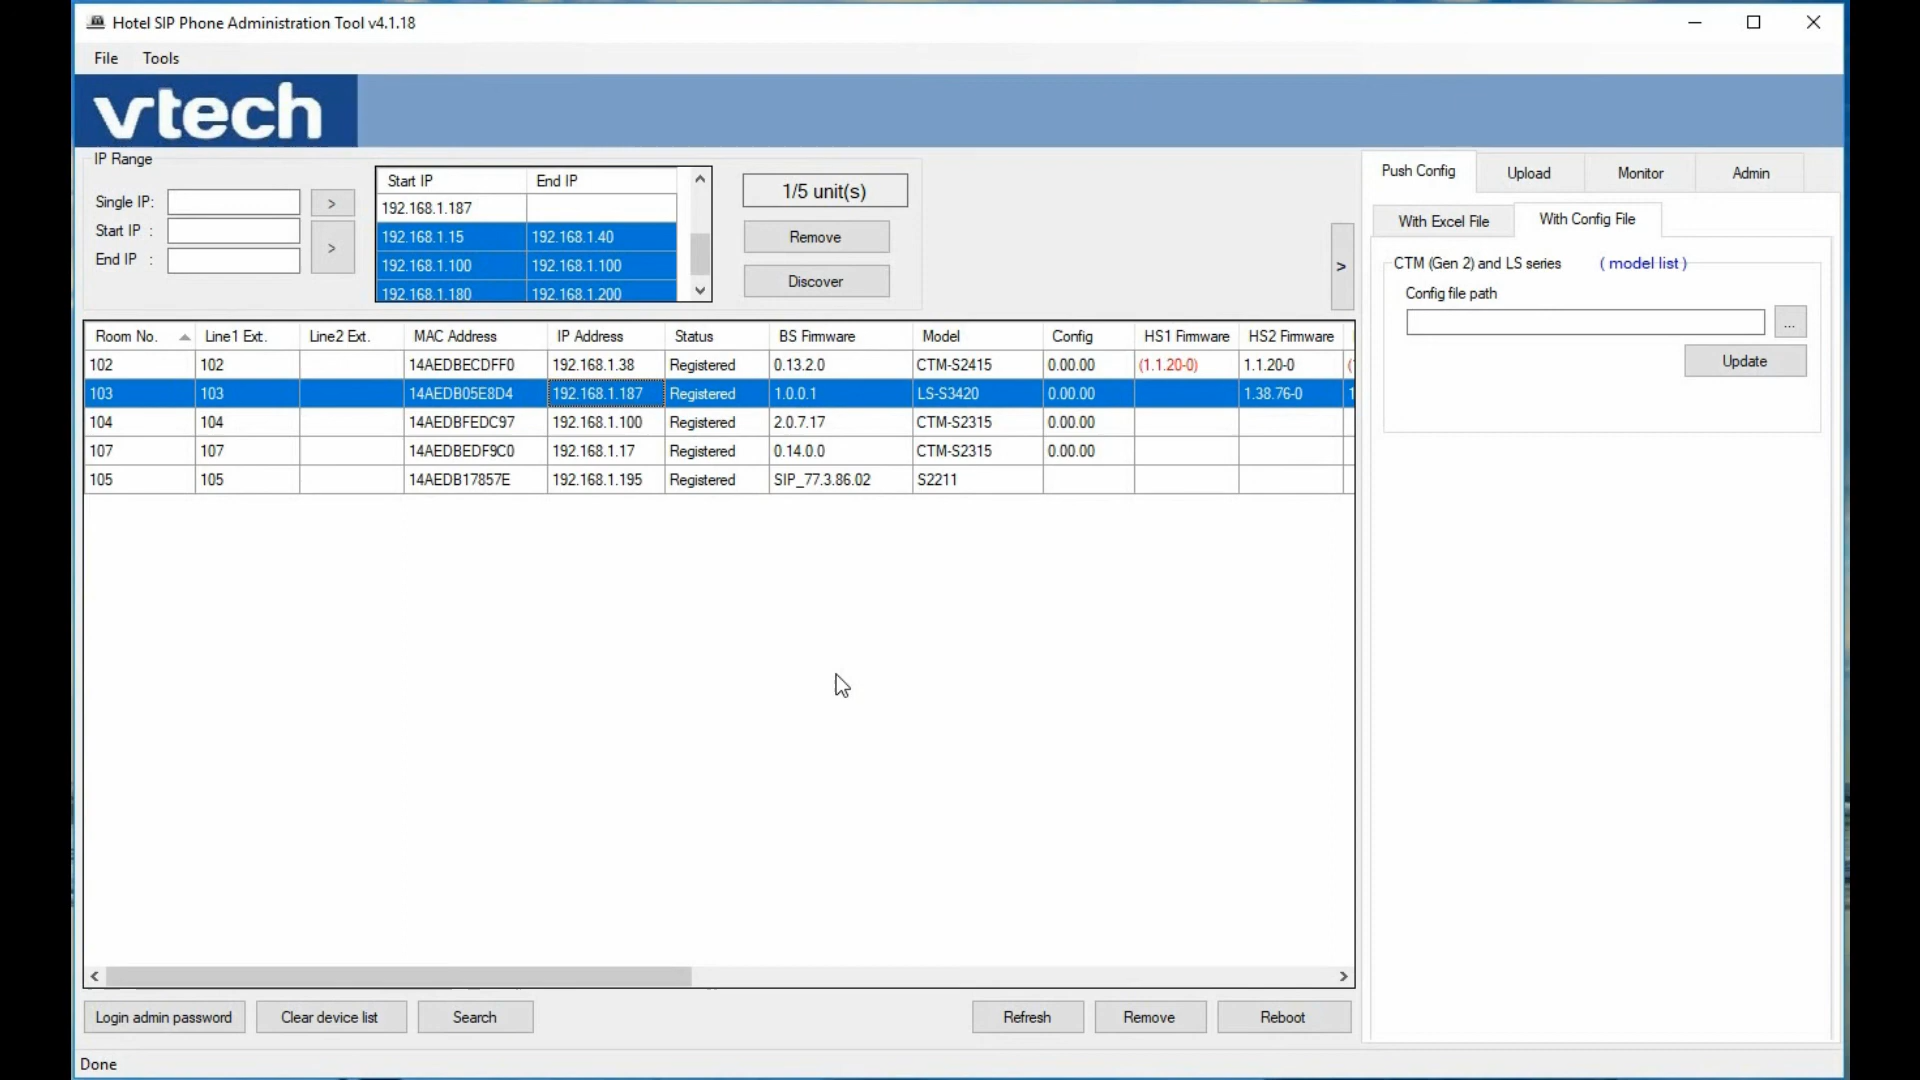 Hotel SIP Phone Administration Tool v4.1.18
File Tools
vtech
IP Range
Single IP: >
Start IP :
End IP : >
Start IP End IP
192.168.1.187
192.168.1.15 192.168.1.40
192.168.1.100 192.168.1.100
192.168.1.180 192.168.1.200
1/5 unit(s)
Remove
Discover
>
Room No. Line1 Ext. Line2 Ext. MAC Address IP Address Status BS Firmware Model Config HS1 Firmware HS2 Firmware
102 102 14AEDBECDFF0 192.168.1.38 Registered 0.13.2.0 CTM-S2415 0.00.00 (1.1.20-0) 1.1.20-0 (
103 103 14AEDB05E8D4 192.168.1.187 Registered 1.0.0.1 LS-S3420 0.00.00 1.38.76-0 1
104 104 14AEDBFEDC97 192.168.1.100 Registered 2.0.7.17 CTM-S2315 0.00.00
107 107 14AEDBEDF9C0 192.168.1.17 Registered 0.14.0.0 CTM-S2315 0.00.00
105 105 14AEDB17857E 192.168.1.195 Registered SIP_77.3.86.02 S2211
Login admin password Clear device list Search Refresh Remove Reboot
Done
Push Config Upload Monitor Admin
With Excel File With Config File
CTM (Gen 2) and LS series ( model list )
Config file path
...
Update